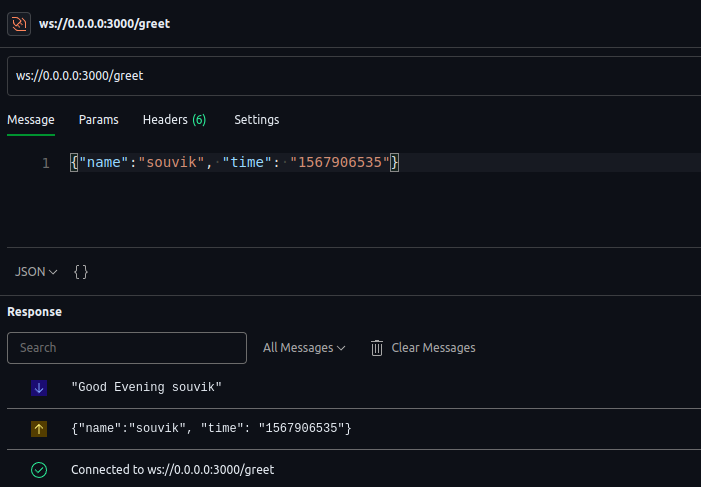 ws://0.0.0.0:3000/greet
ws://0.0.0.0:3000/greet
Message Params Headers (6) Settings
1 {"name":"souvik", "time": "1567906535"}
JSON {}
Response
Search All Messages Clear Messages
"Good Evening souvik"
{"name":"souvik", "time": "1567906535"}
Connected to ws://0.0.0.0:3000/greet